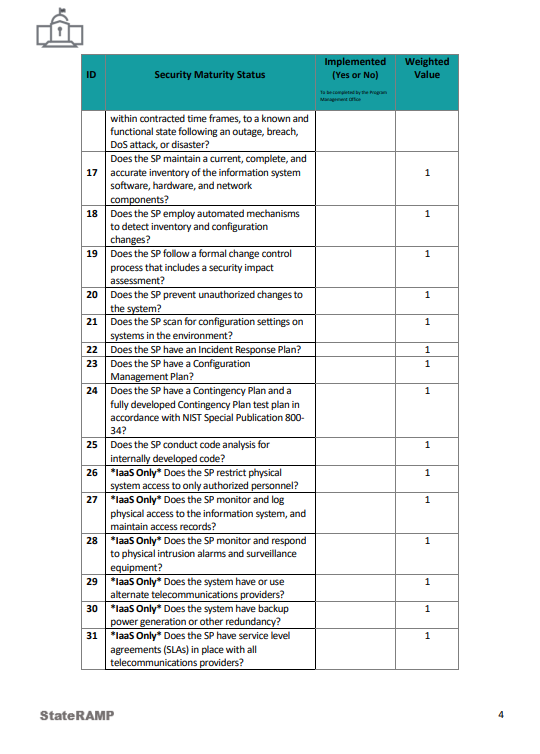 ID
Security Maturity Status
Implemented
(Yes or No)
To be completed by the Program
Management Office
Weighted
Value
within contracted time frames, to a known and
functional state following an outage, breach,
DoS attack, or disaster?
17
Does the SP maintain a current, complete, and
accurate inventory of the information system
software, hardware, and network
components?
1
18
Does the SP employ automated mechanisms
to detect inventory and configuration
changes?
1
19
Does the SP follow a formal change control
process that includes a security impact
assessment?
1
20
Does the SP prevent unauthorized changes to
the system?
1
21
Does the SP scan for configuration settings on
systems in the environment?
1
22
Does the SP have an Incident Response Plan?
1
23
Does the SP have a Configuration
Management Plan?
1
24
Does the SP have a Contingency Plan and a
fully developed Contingency Plan test plan in
accordance with NIST Special Publication 800-
34?
1
25
Does the SP conduct code analysis for
internally developed code?
1
26
*IaaS Only* Does the SP restrict physical
system access to only authorized personnel?
1
27
*IaaS Only* Does the SP monitor and log
physical access to the information system, and
maintain access records?
1
28
*IaaS Only* Does the SP monitor and respond
to physical intrusion alarms and surveillance
equipment?
1
29
*IaaS Only* Does the system have or use
alternate telecommunications providers?
1
30
*IaaS Only* Does the system have backup
power generation or other redundancy?
1
31
*IaaS Only* Does the SP have service level
agreements (SLAs) in place with all
telecommunications providers?
1
StateRAMP
4